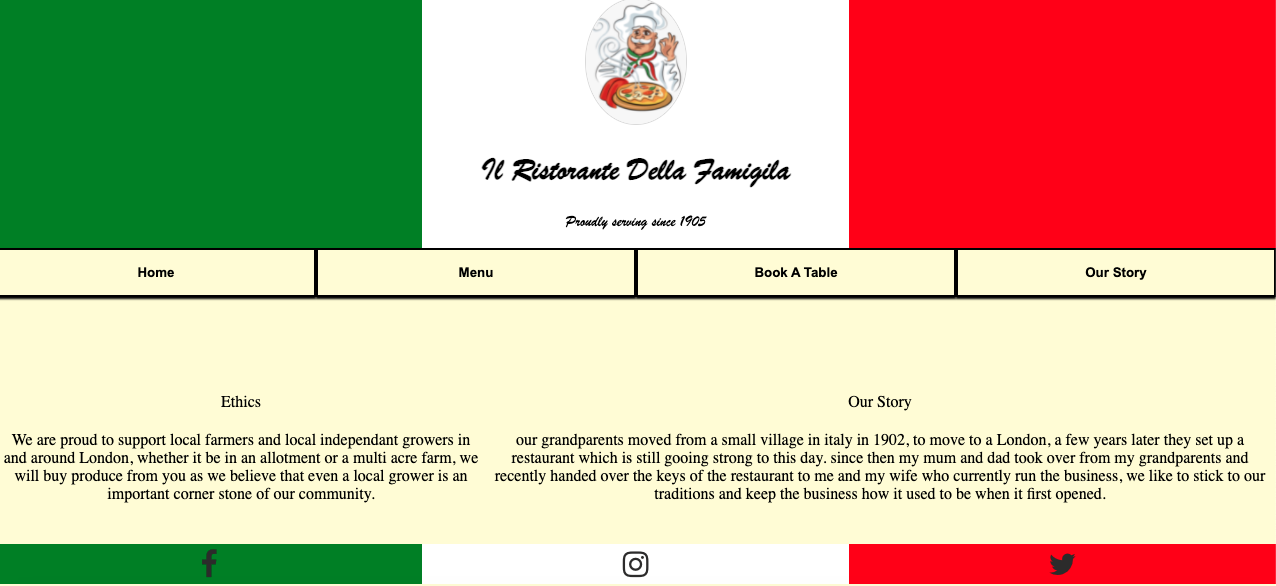 Il Ristorante Della Famigila
Proudly serving since 1905
Home
Menu
Book A Table
Our Story
Ethics
We are proud to support local farmers and local independant growers in
and around London, whether it be in an allotment or a multi acre farm, we
will buy produce from you as we believe that even a local grower is an
important corner stone of our community.
Our Story
our grandparents moved from a small village in italy in 1902, to move to a London, a few years later they set up a
restaurant which is still gooing strong to this day. since then my mum and dad took over from my grandparents and
recently handed over the keys of the restaurant to me and my wife who currently run the business, we like to stick to our
traditions and keep the business how it used to be when it first opened.